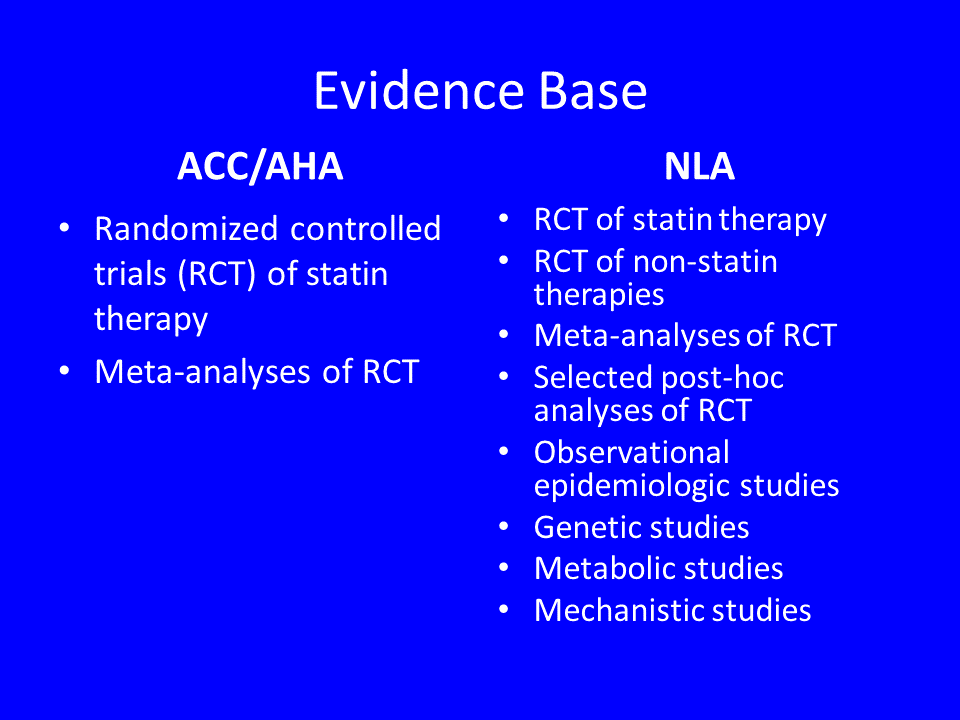 Evidence Base
ACC/AHA
• Randomized controlled
trials (RCT) of statin
therapy
• Meta-analyses of RCT
NLA
• RCT of statin therapy
• RCT of non-statin
therapies
• Meta-analyses of RCT
• Selected post-hoc
analyses of RCT
• Observational
epidemiologic studies
• Genetic studies
• Metabolic studies
• Mechanistic studies